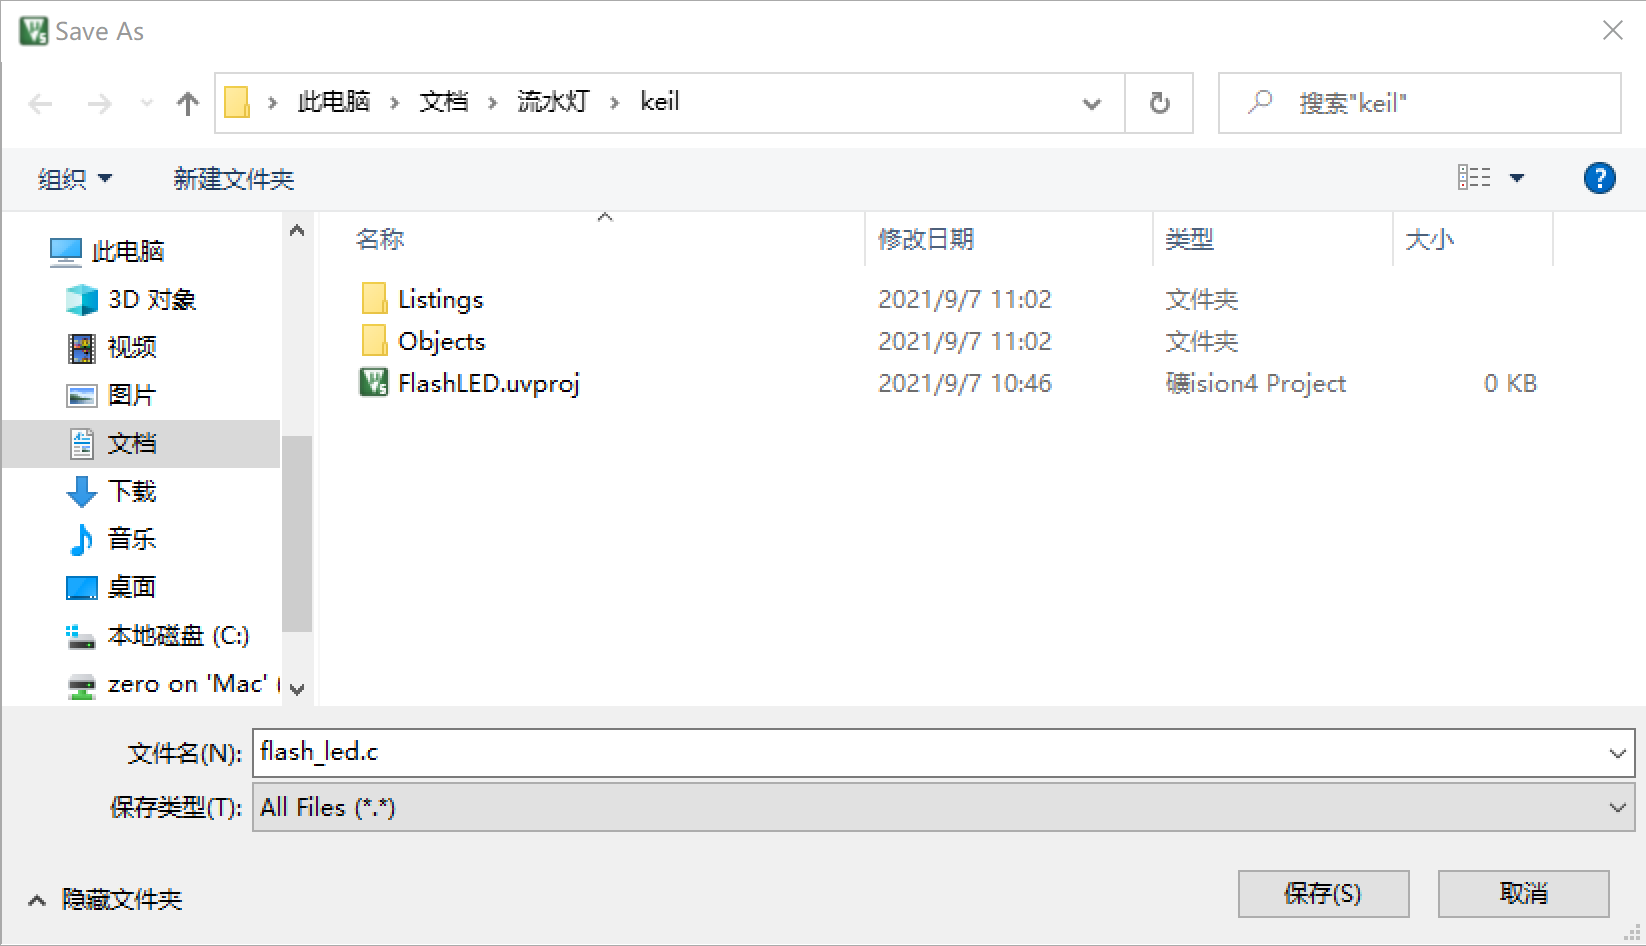 Save As
此电脑 › 文档 › 流水灯 › keil
搜索"keil"
组织
新建文件夹
名称 修改日期 类型 大小
此电脑
3D 对象
视频
图片
文档
下载
音乐
桌面
本地磁盘 (C:)
zero on 'Mac' (
Listings 2021/9/7 11:02 文件夹
Objects 2021/9/7 11:02 文件夹
FlashLED.uvproj 2021/9/7 10:46 礦ision4 Project 0 KB
文件名(N): flash_led.c
保存类型(T): All Files (*.*)
隐藏文件夹
保存(S)
取消